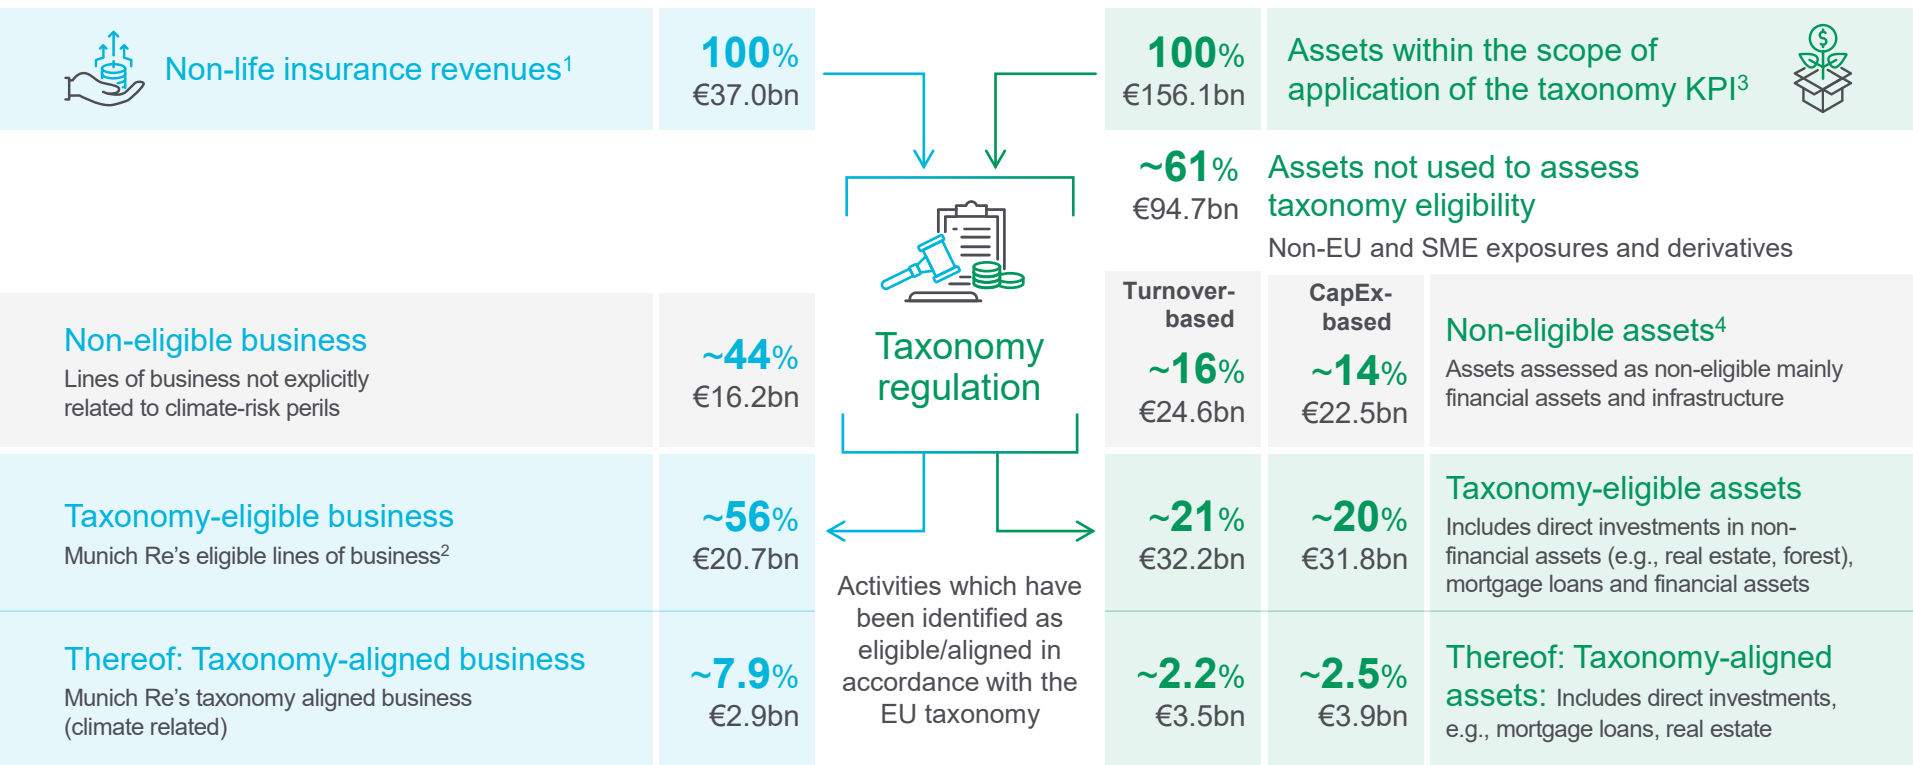 Non-life insurance revenues1
100%
€37.0bn
100%
€156.1bn
Assets within the scope of
application of the taxonomy KPI3
~61%
€94.7bn
Assets not used to assess
taxonomy eligibility
Non-EU and SME exposures and derivatives
Non-eligible business
Lines of business not explicitly
related to climate-risk perils
~44%
€16.2bn
Taxonomy
regulation
Turnover-
based
~16%
€24.6bn
CapEx-
based
~14%
€22.5bn
Non-eligible assets4
Assets assessed as non-eligible mainly
financial assets and infrastructure
Taxonomy-eligible business
Munich Re’s eligible lines of business2
~56%
€20.7bn
~21%
€32.2bn
~20%
€31.8bn
Taxonomy-eligible assets
Includes direct investments in non-
financial assets (e.g., real estate, forest),
mortgage loans and financial assets
Activities which have
been identified as
eligible/aligned in
accordance with the
EU taxonomy
Thereof: Taxonomy-aligned business
Munich Re’s taxonomy aligned business
(climate related)
~7.9%
€2.9bn
~2.2%
€3.5bn
~2.5%
€3.9bn
Thereof: Taxonomy-aligned
assets: Includes direct investments,
e.g., mortgage loans, real estate